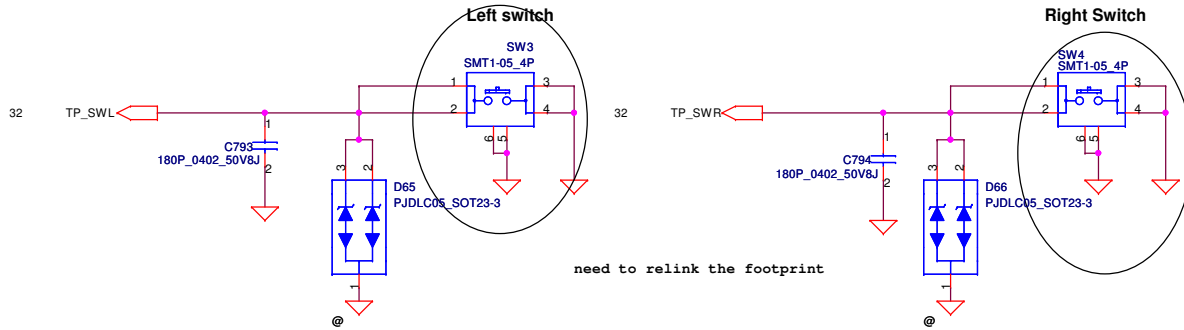 Left switch
SW3
SMT1-05_4P
1
3
2
4
6
5
32
TP_SWL
1
C793
180P_0402_50V8J
2
3
2
D65
PJDLC05_SOT23-3
1
@
need to relink the footprint
Right Switch
SW4
SMT1-05_4P
1
3
2
4
6
5
32
TP_SWR
1
C794
180P_0402_50V8J
2
3
2
D66
PJDLC05_SOT23-3
1
@